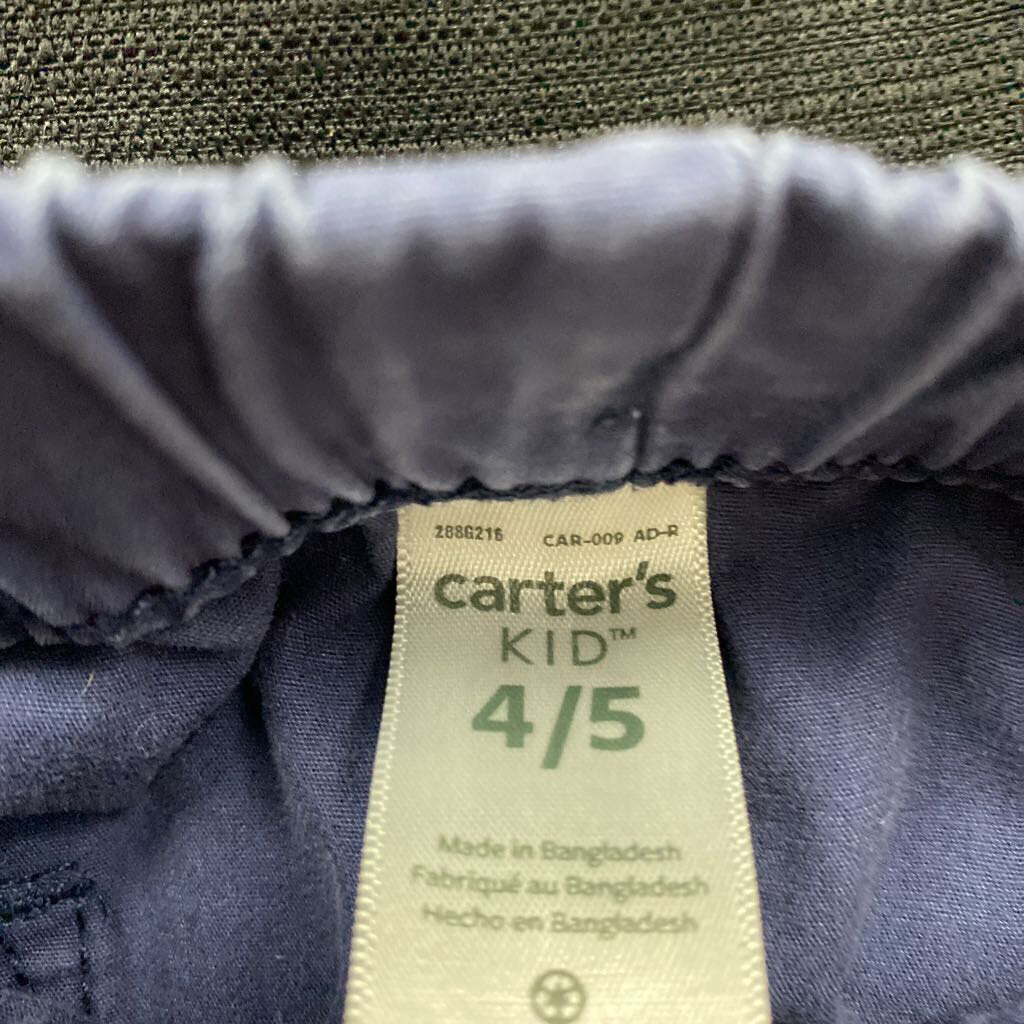 288G216 CAR-009 AD-R
carter's
KID™
4/5
Made in Bangladesh
Fabriqué au Bangladesh
Hecho en Bangladesh